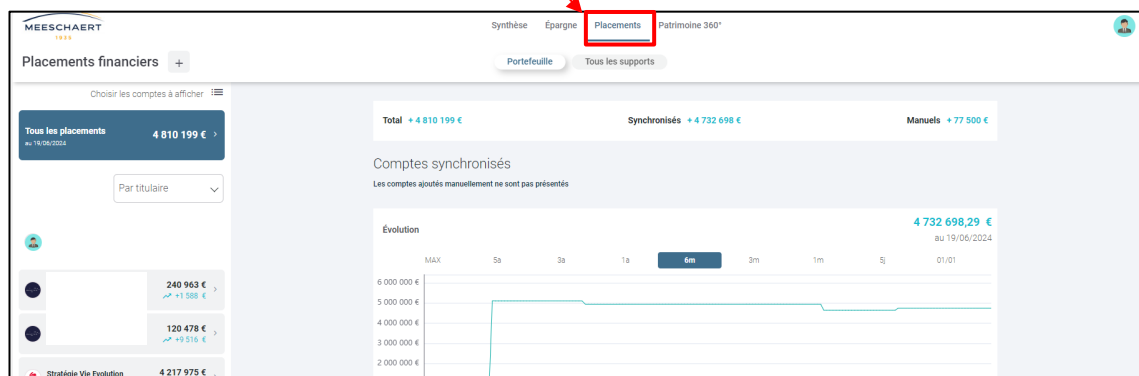 MEESCHAERT
1935
Synthèse Épargne Placements Patrimoine 360°
Placements financiers +
Portefeuille Tous les supports
Choisir les comptes à afficher
Tous les placements
au 19/06/2024
4 810 199 €
Par titulaire
240 963 €
+1 588 €
120 478 €
+9 516 €
Stratégie Vie Evolution 4 217 975 €
Total + 4 810 199 € Synchronisés + 4 732 698 € Manuels + 77 500 €
Comptes synchronisés
Les comptes ajoutés manuellement ne sont pas présentés
Évolution
4 732 698,29 €
au 19/06/2024
MAX 5a 3a 1a 6m 3m 1m 5j 01/01
6 000 000 €
5 000 000 €
4 000 000 €
3 000 000 €
2 000 000 €